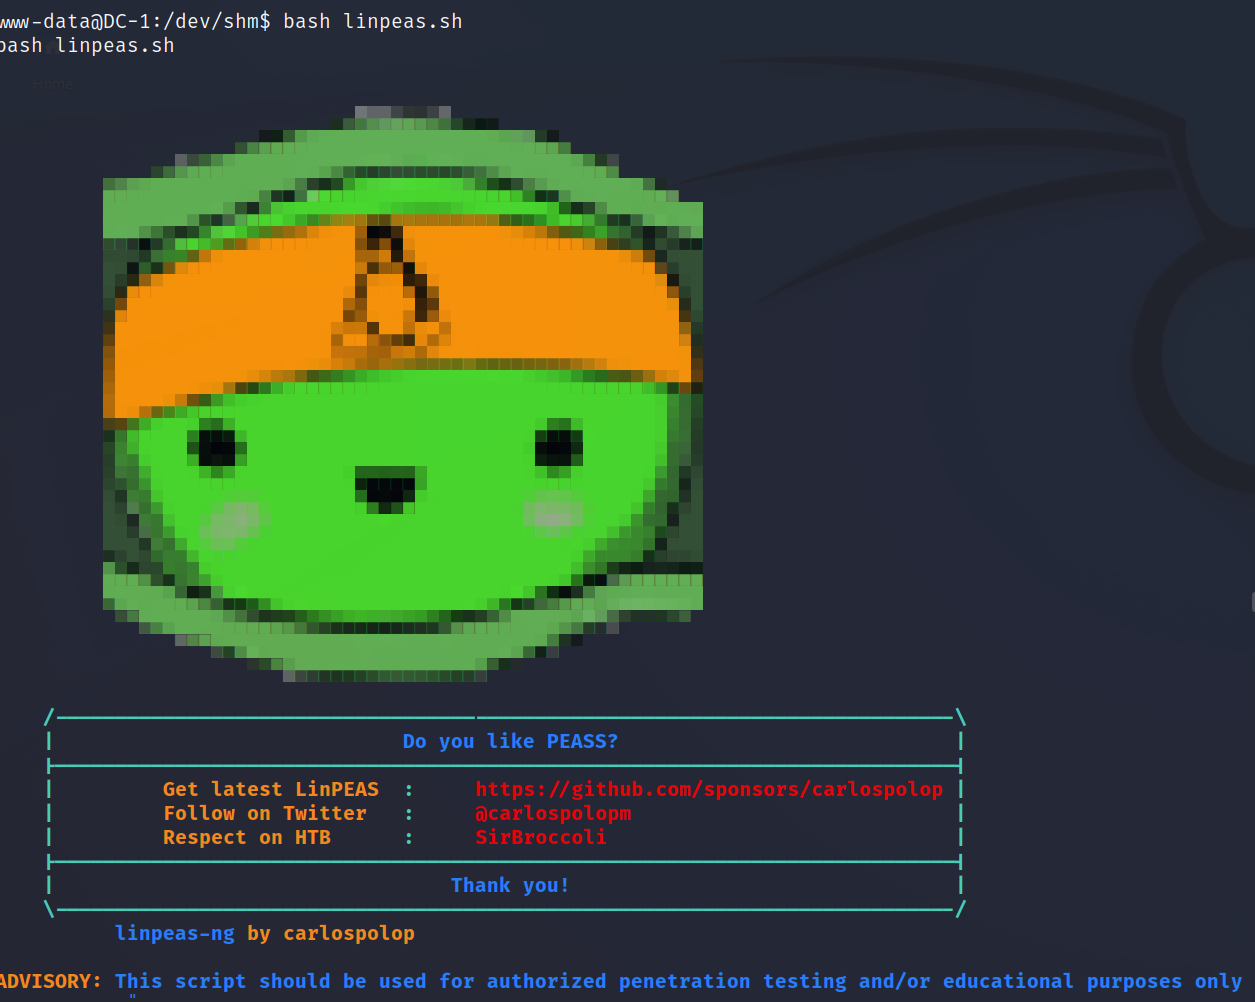 www-data@DC-1:/dev/shm$ bash linpeas.sh
bash linpeas.sh
Home
Do you like PEASS?
Get latest LinPEAS : https://github.com/sponsors/carlospolop
Follow on Twitter : @carlospolopm
Respect on HTB : SirBroccoli
Thank you!
linpeas-ng by carlospolop
ADVISORY: This script should be used for authorized penetration testing and/or educational purposes only